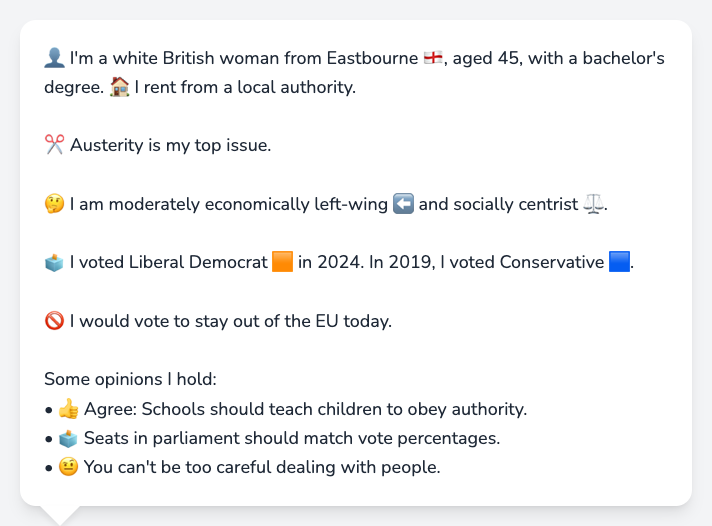 👤 I'm a white British woman from Eastbourne 🏴󠁧󠁢󠁥󠁮󠁧󠁿, aged 45, with a bachelor's
degree. 🏠 I rent from a local authority.
✂️ Austerity is my top issue.
🤔 I am moderately economically left-wing ⬅️ and socially centrist ⚖️.
🗳️ I voted Liberal Democrat 🟧 in 2024. In 2019, I voted Conservative 🟦.
🚫 I would vote to stay out of the EU today.
Some opinions I hold:
• 👍 Agree: Schools should teach children to obey authority.
• 🗳️ Seats in parliament should match vote percentages.
• 🤨 You can't be too careful dealing with people.